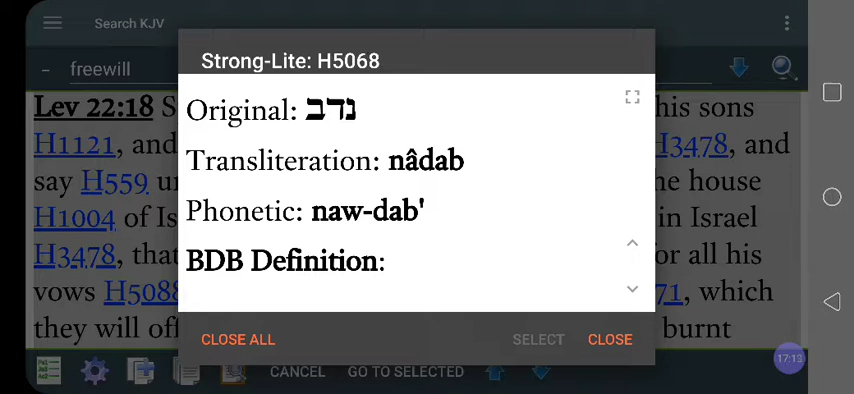 Search KJV
Strong-Lite: H5068
– freewill
Original: נדב
Transliteration: nâdab
Phonetic: naw-dab'
BDB Definition:
Lev 22:18 S his sons
H1121, and H3478, and
say H559 he house
H1004 of Is in Israel
H3478, that or all his
vows H5088 71, which
they will off burnt
CLOSE ALL SELECT CLOSE
CANCEL GO TO SELECTED
17:13